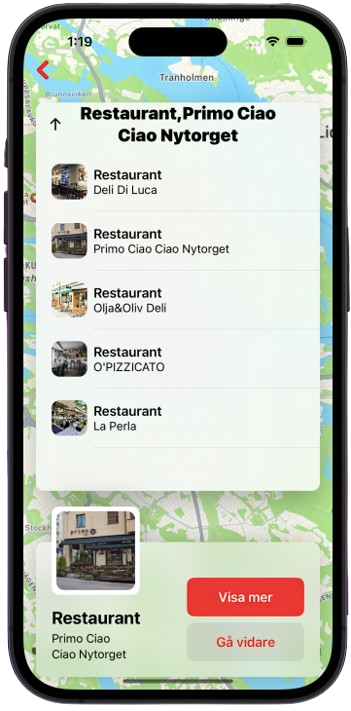 1:19
Tranholmen
Brunnsviken
Restaurant,Primo Ciao
Ciao Nytorget
Restaurant
Deli Di Luca
Restaurant
Primo Ciao Ciao Nytorget
Restaurant
Olja&Oliv Deli
Restaurant
O'PIZZICATO
Restaurant
La Perla
Stockh
primo
Restaurant
Primo Ciao
Ciao Nytorget
Visa mer
Gå vidare